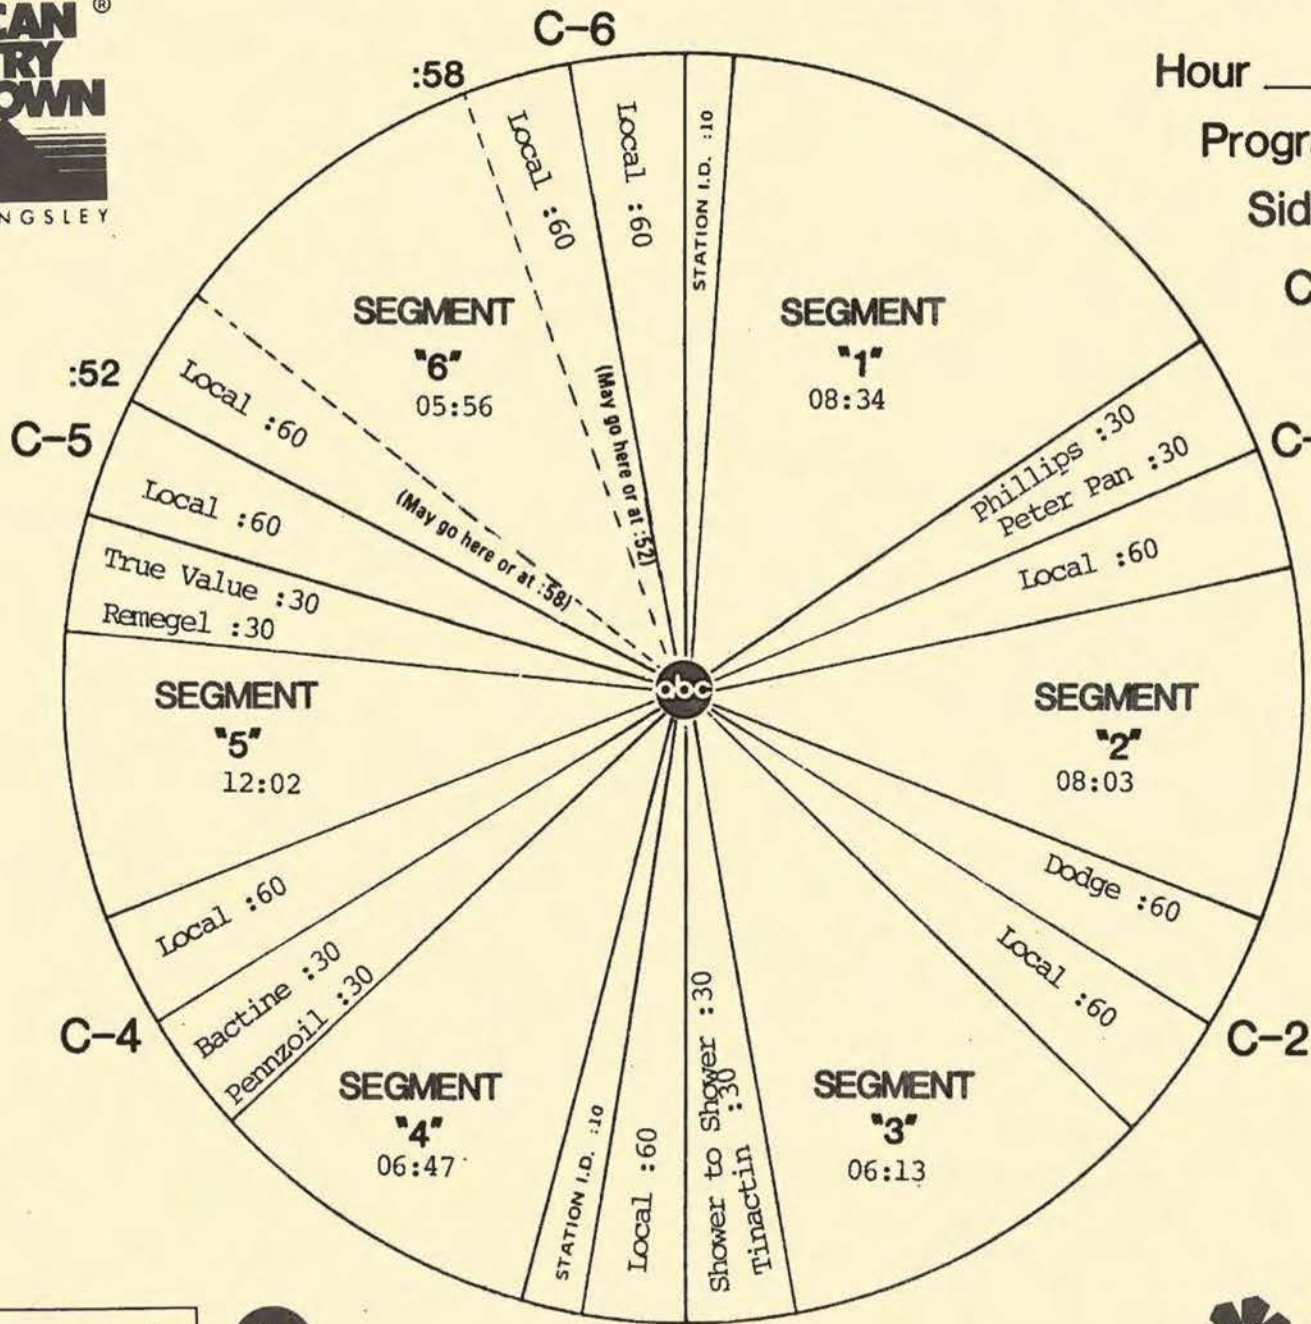 ®
CAN
TRY
OWN
NGSLEY
C-6
:58
Hour
Progra
Sid
C
Local :60
Local :60
STATION I.D. :10
SEGMENT
"6"
05:56
SEGMENT
"1"
08:34
:52
C-5
Local :60
(May go here or at :58)
(May go here or at :52)
Phillips :30
Peter Pan :30
C-
Local :60
Local :60
True Value :30
Remegel :30
abc
SEGMENT
"5"
12:02
SEGMENT
"2"
08:03
Local :60
Dodge :60
Local :60
C-4
Bactine :30
Pennzoil :30
C-2
SEGMENT
"4"
06:47
STATION I.D. :10
Local :60
Shower to Shower :30
Tinactin :30
SEGMENT
"3"
06:13